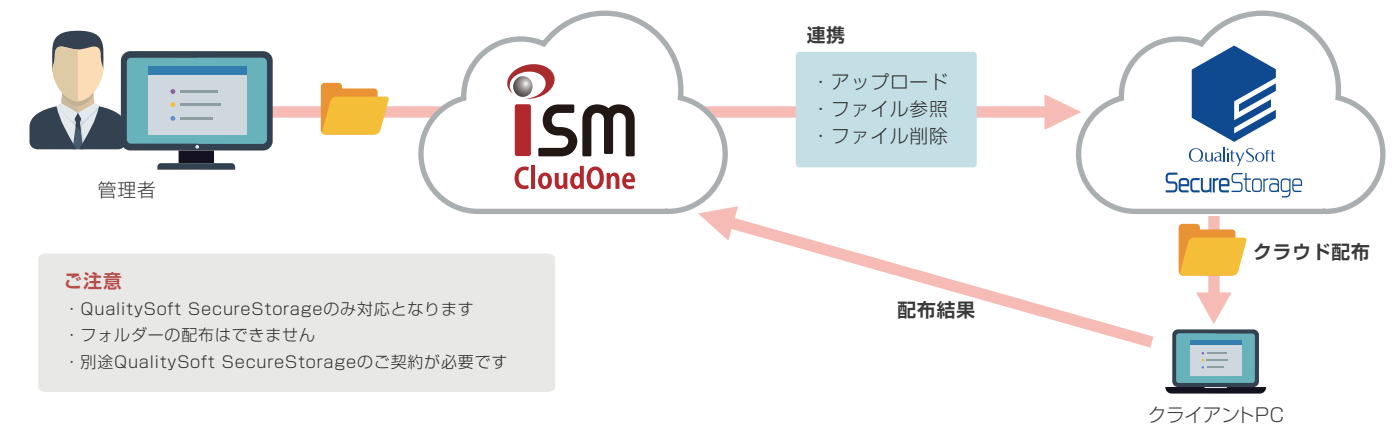 連携
・アップロード
・ファイル参照
・ファイル削除
ism
CloudOne
QualitySoft
SecureStorage
管理者
クラウド配布
ご注意
・QualitySoft SecureStorageのみ対応となります
・フォルダーの配布はできません
・別途QualitySoft SecureStorageのご契約が必要です
配布結果
クライアントPC